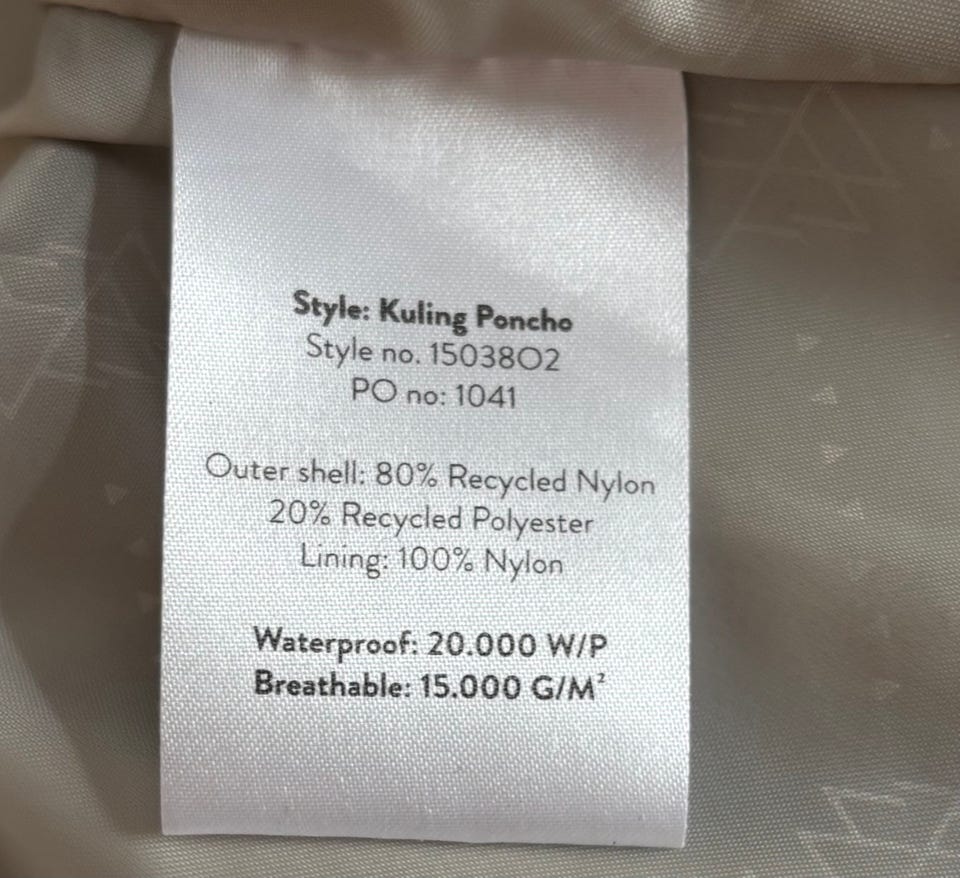 Style: Kuling Poncho
Style no. 1503802
PO no: 1041
Outer shell: 80% Recycled Nylon
20% Recycled Polyester
Lining: 100% Nylon
Waterproof: 20.000 W/P
Breathable: 15.000 G/M²